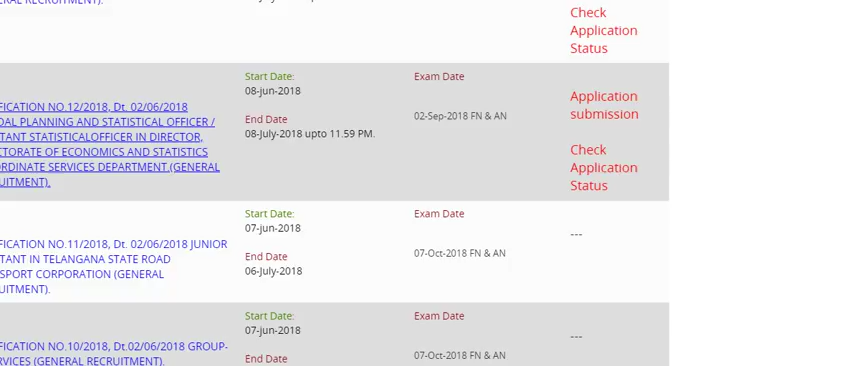 Check
Application
Status
Start Date:
08-jun-2018
Exam Date
Application
submission
FICATION NO.12/2018, Dt. 02/06/2018
PLANNING AND STATISTICAL OFFICER /
STATISTICALOFFICER IN DIRECTOR,
OF ECONOMICS AND STATISTICS
SERVICES DEPARTMENT.(GENERAL
End Date
08-July-2018 upto 11.59 PM.
02-Sep-2018 FN & AN
Check
Application
Status
Start Date:
07-jun-2018
Exam Date
---
FICATION NO.11/2018, Dt. 02/06/2018 JUNIOR
TANT IN TELANGANA STATE ROAD
SPORT CORPORATION (GENERAL
UITMENT).
End Date
06-July-2018
07-Oct-2018 FN & AN
Start Date:
07-jun-2018
Exam Date
---
FICATION NO.10/2018, Dt.02/06/2018 GROUP-
RVICES (GENERAL RECRUITMENT).
End Date
07-Oct-2018 FN & AN